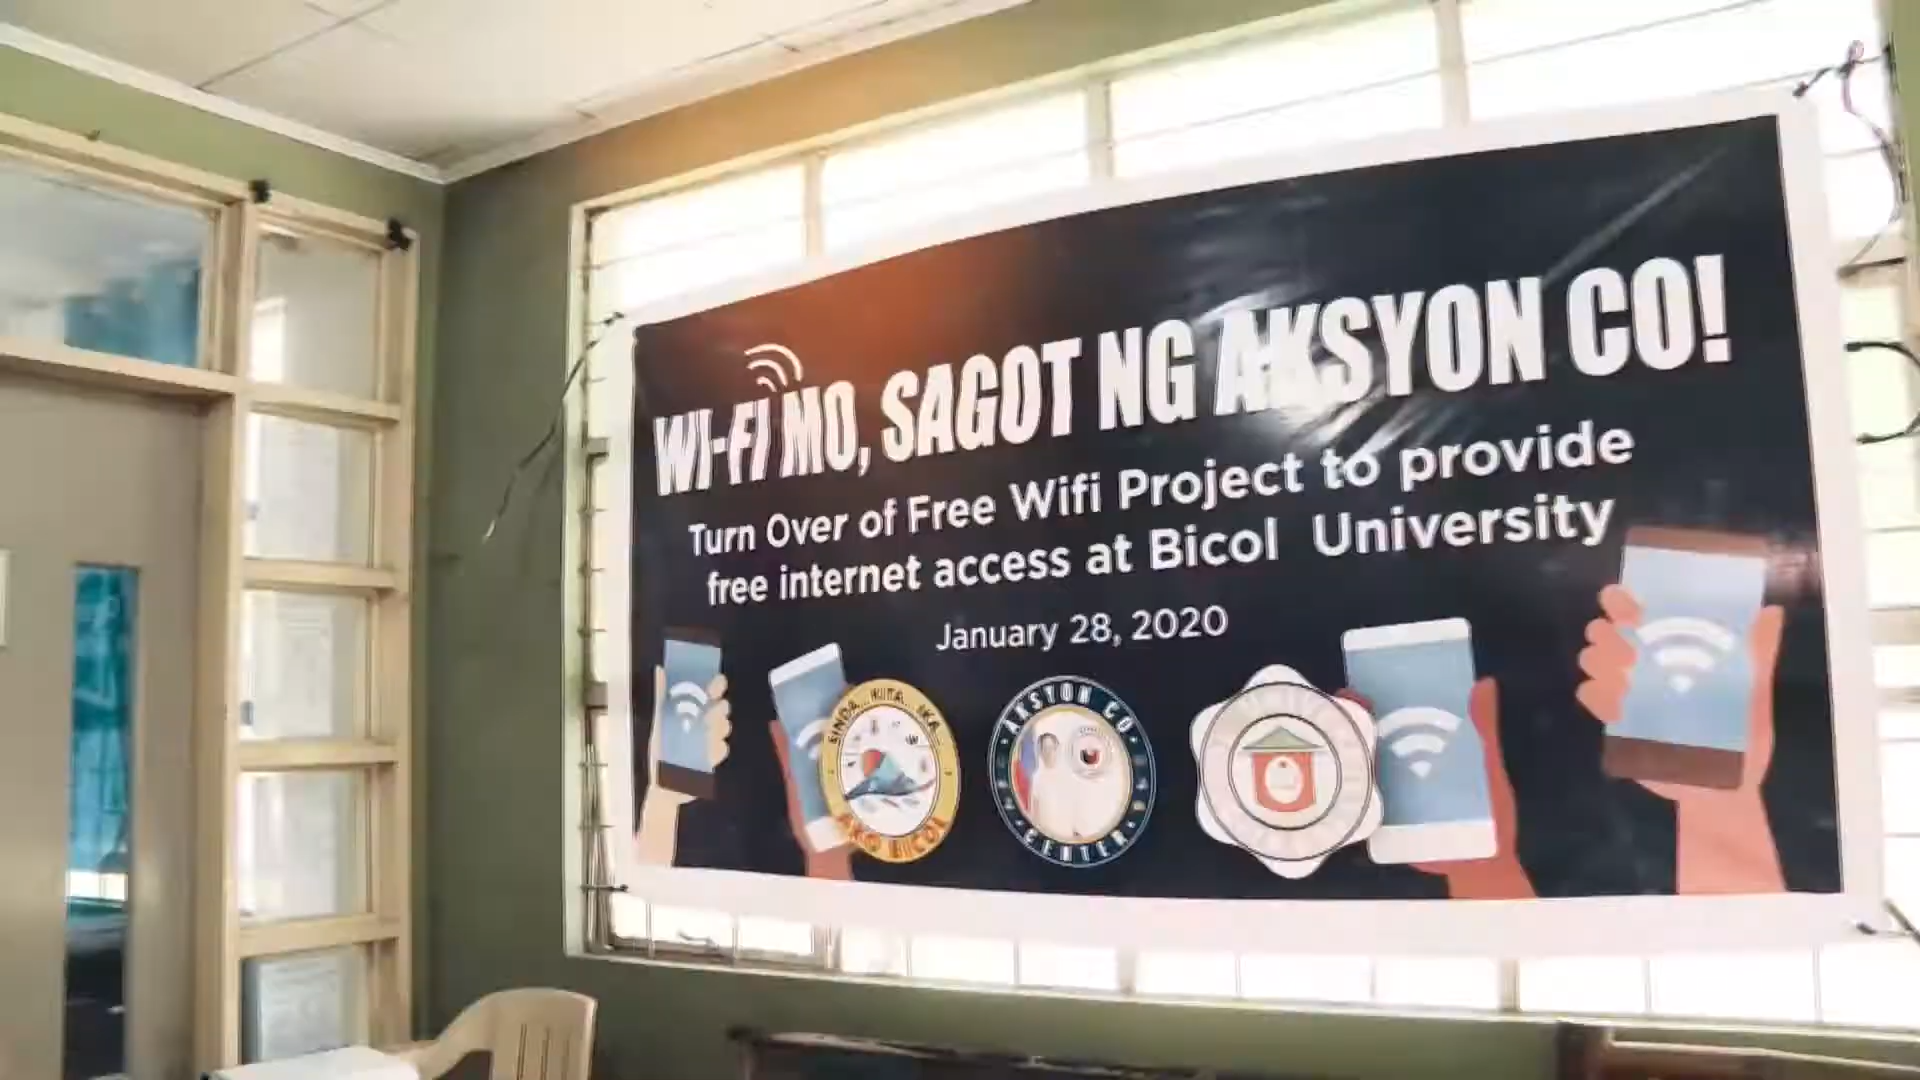 WI-FI MO, SAGOT NG AKSYON CO!
Turn Over of Free Wifi Project to provide
free internet access at Bicol University
January 28, 2020
AKO BICOL
AKSYON CO
CENTER